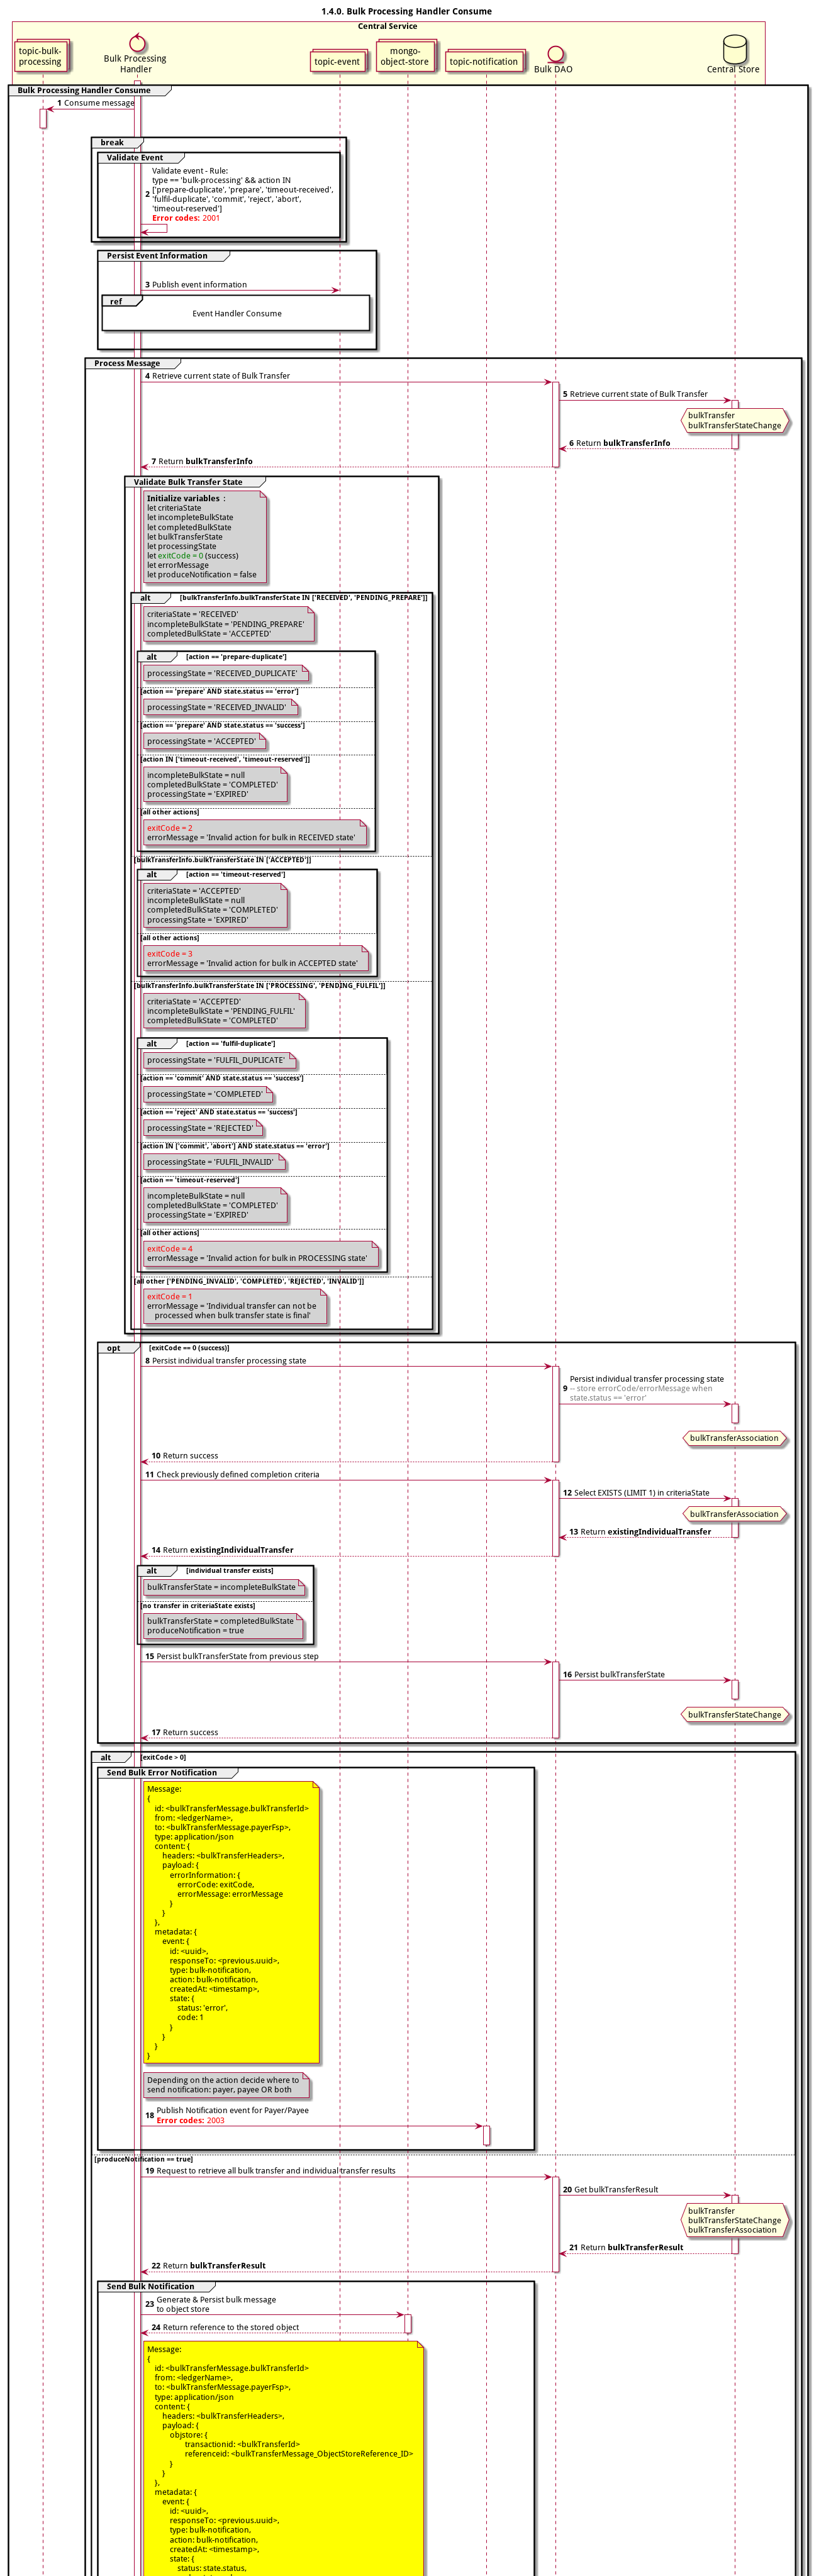 1.4.0. Bulk Processing Handler Consume
Central Service
topic-bulk-
processing
Bulk Processing
Handler
topic-event
mongo-
object-store
topic-notification
Bulk DAO
Central Store
Bulk Processing Handler Consume
1 Consume message
break
Validate Event
2 Validate event - Rule:
type == 'bulk-processing' && action IN
['prepare-duplicate', 'prepare', 'timeout-received',
'fulfil-duplicate', 'commit', 'reject', 'abort',
'timeout-reserved']
Error codes: 2001
Persist Event Information
3 Publish event information
ref
Event Handler Consume
Process Message
4 Retrieve current state of Bulk Transfer
5 Retrieve current state of Bulk Transfer
bulkTransfer
bulkTransferStateChange
6 Return bulkTransferInfo
7 Return bulkTransferInfo
Validate Bulk Transfer State
Initialize variables :
let criteriaState
let incompleteBulkState
let completedBulkState
let bulkTransferState
let processingState
let exitCode = 0 (success)
let errorMessage
let produceNotification = false
alt [bulkTransferInfo.bulkTransferState IN ['RECEIVED', 'PENDING_PREPARE']]
criteriaState = 'RECEIVED'
incompleteBulkState = 'PENDING_PREPARE'
completedBulkState = 'ACCEPTED'
alt [action == 'prepare-duplicate']
processingState = 'RECEIVED_DUPLICATE'
[action == 'prepare' AND state.status == 'error']
processingState = 'RECEIVED_INVALID'
[action == 'prepare' AND state.status == 'success']
processingState = 'ACCEPTED'
[action IN ['timeout-received', 'timeout-reserved']]
incompleteBulkState = null
completedBulkState = 'COMPLETED'
processingState = 'EXPIRED'
[all other actions]
exitCode = 2
errorMessage = 'Invalid action for bulk in RECEIVED state'
[bulkTransferInfo.bulkTransferState IN ['ACCEPTED']]
alt [action == 'timeout-reserved']
criteriaState = 'ACCEPTED'
incompleteBulkState = null
completedBulkState = 'COMPLETED'
processingState = 'EXPIRED'
[all other actions]
exitCode = 3
errorMessage = 'Invalid action for bulk in ACCEPTED state'
[bulkTransferInfo.bulkTransferState IN ['PROCESSING', 'PENDING_FULFIL']]
criteriaState = 'ACCEPTED'
incompleteBulkState = 'PENDING_FULFIL'
completedBulkState = 'COMPLETED'
alt [action == 'fulfil-duplicate']
processingState = 'FULFIL_DUPLICATE'
[action == 'commit' AND state.status == 'success']
processingState = 'COMPLETED'
[action == 'reject' AND state.status == 'success']
processingState = 'REJECTED'
[action IN ['commit', 'abort'] AND state.status == 'error']
processingState = 'FULFIL_INVALID'
[action == 'timeout-reserved']
incompleteBulkState = null
completedBulkState = 'COMPLETED'
processingState = 'EXPIRED'
[all other actions]
exitCode = 4
errorMessage = 'Invalid action for bulk in PROCESSING state'
[all other ['PENDING_INVALID', 'COMPLETED', 'REJECTED', 'INVALID']]
exitCode = 1
errorMessage = 'Individual transfer can not be
processed when bulk transfer state is final'
opt [exitCode == 0 (success)]
8 Persist individual transfer processing state
9 Persist individual transfer processing state
-- store errorCode/errorMessage when
state.status == 'error'
bulkTransferAssociation
10 Return success
11 Check previously defined completion criteria
12 Select EXISTS (LIMIT 1) in criteriaState
bulkTransferAssociation
13 Return existingIndividualTransfer
14 Return existingIndividualTransfer
alt [individual transfer exists]
bulkTransferState = incompleteBulkState
[no transfer in criteriaState exists]
bulkTransferState = completedBulkState
produceNotification = true
15 Persist bulkTransferState from previous step
16 Persist bulkTransferState
bulkTransferStateChange
17 Return success
alt [exitCode > 0]
Send Bulk Error Notification
Message:
{
id: <bulkTransferMessage.bulkTransferId>
from: <ledgerName>,
to: <bulkTransferMessage.payerFsp>,
type: application/json
content: {
headers: <bulkTransferHeaders>,
payload: {
errorInformation: {
errorCode: exitCode,
errorMessage: errorMessage
}
}
},
metadata: {
event: {
id: <uuid>,
responseTo: <previous.uuid>,
type: bulk-notification,
action: bulk-notification,
createdAt: <timestamp>,
state: {
status: 'error',
code: 1
}
}
}
}
Depending on the action decide where to
send notification: payer, payee OR both
18 Publish Notification event for Payer/Payee
Error codes: 2003
[produceNotification == true]
19 Request to retrieve all bulk transfer and individual transfer results
20 Get bulkTransferResult
bulkTransfer
bulkTransferStateChange
bulkTransferAssociation
21 Return bulkTransferResult
22 Return bulkTransferResult
Send Bulk Notification
23 Generate & Persist bulk message
to object store
24 Return reference to the stored object
Message:
{
id: <bulkTransferMessage.bulkTransferId>
from: <ledgerName>,
to: <bulkTransferMessage.payerFsp>,
type: application/json
content: {
headers: <bulkTransferHeaders>,
payload: {
objstore: {
transactionid: <bulkTransferId>
referenceid: <bulkTransferMessage_ObjectStoreReference_ID>
}
}
},
metadata: {
event: {
id: <uuid>,
responseTo: <previous.uuid>,
type: bulk-notification,
action: bulk-notification,
createdAt: <timestamp>,
state: {
status: state.status,